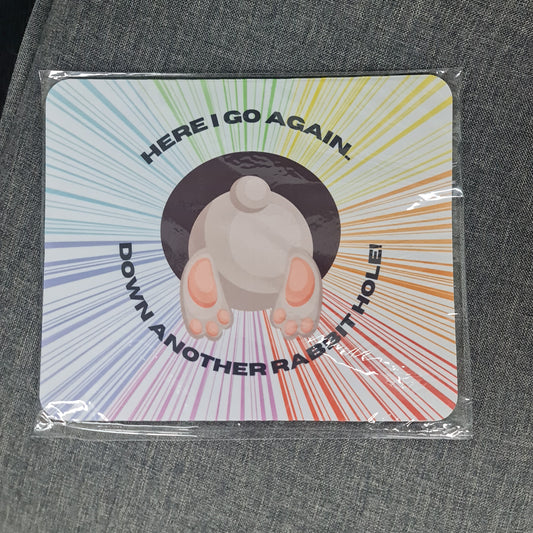 HERE I GO AGAIN.
DOWN ANOTHER RABBIT HOLE!